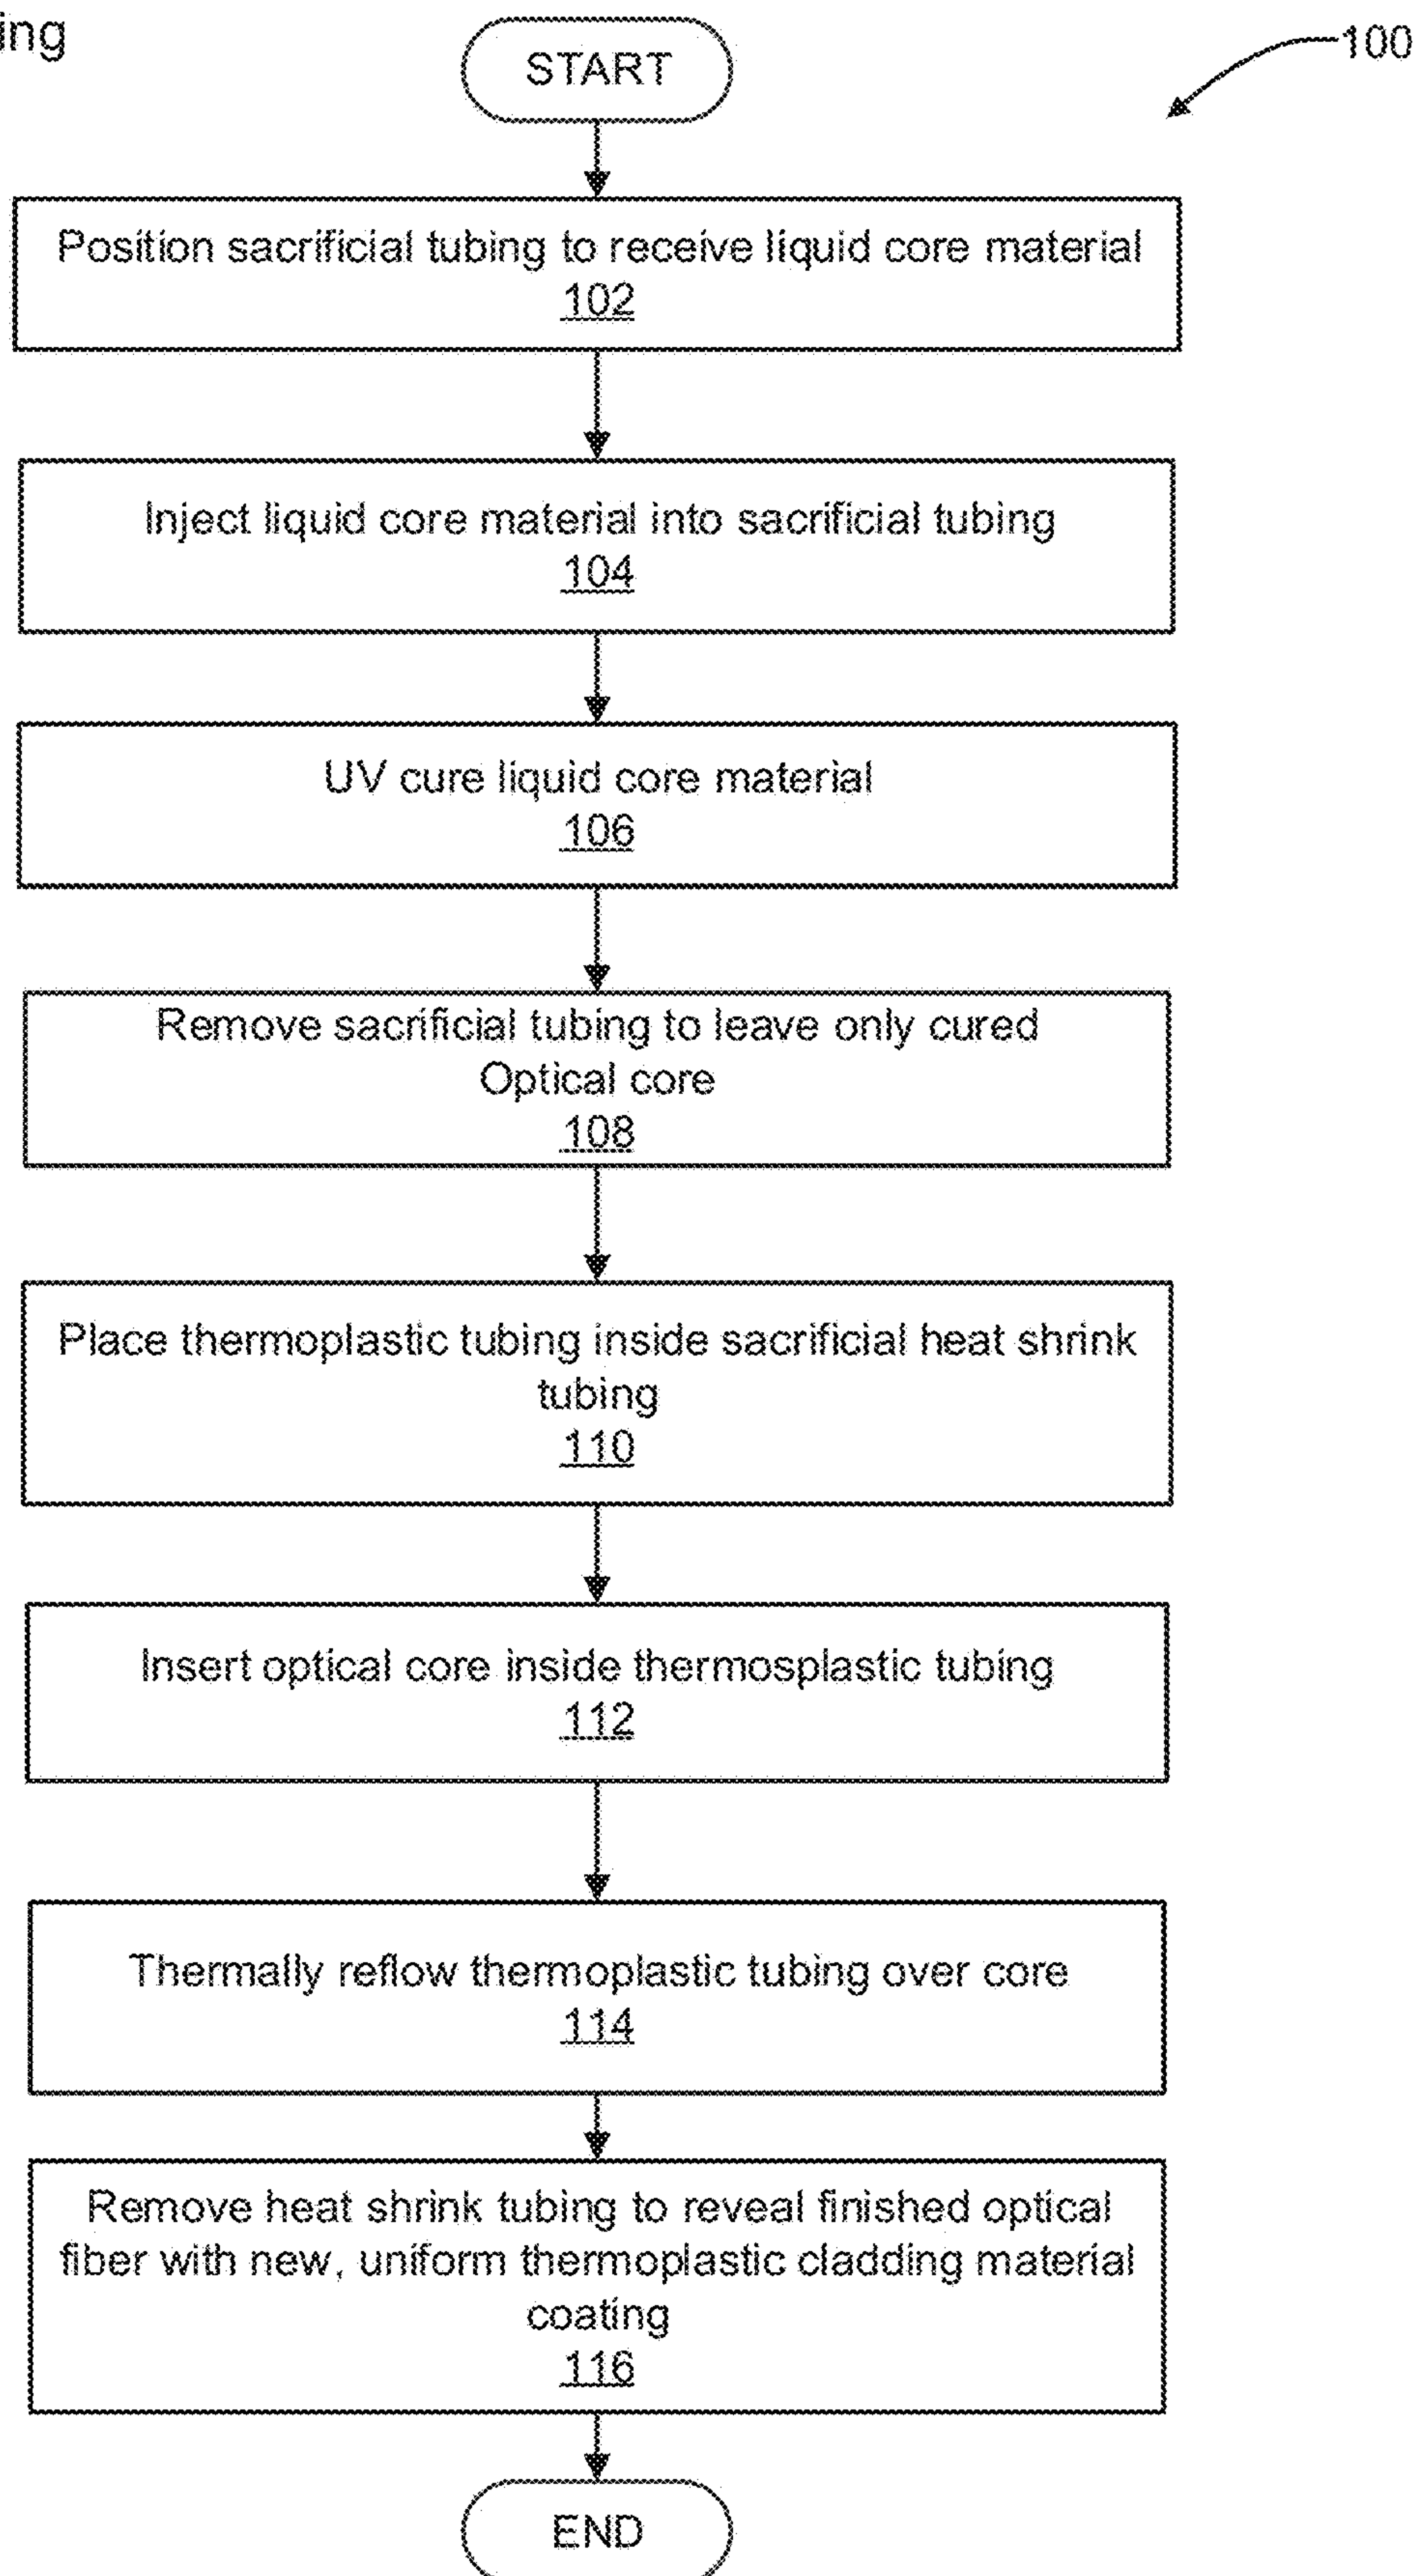 ing
START
100
Position sacrificial tubing to receive liquid core material
102
Inject liquid core material into sacrificial tubing
104
UV cure liquid core material
106
Remove sacrificial tubing to leave only cured
Optical core
108
Place thermoplastic tubing inside sacrificial heat shrink
tubing
110
Insert optical core inside thermosplastic tubing
112
Thermally reflow thermoplastic tubing over core
114
Remove heat shrink tubing to reveal finished optical
fiber with new, uniform thermoplastic cladding material
coating
116
END